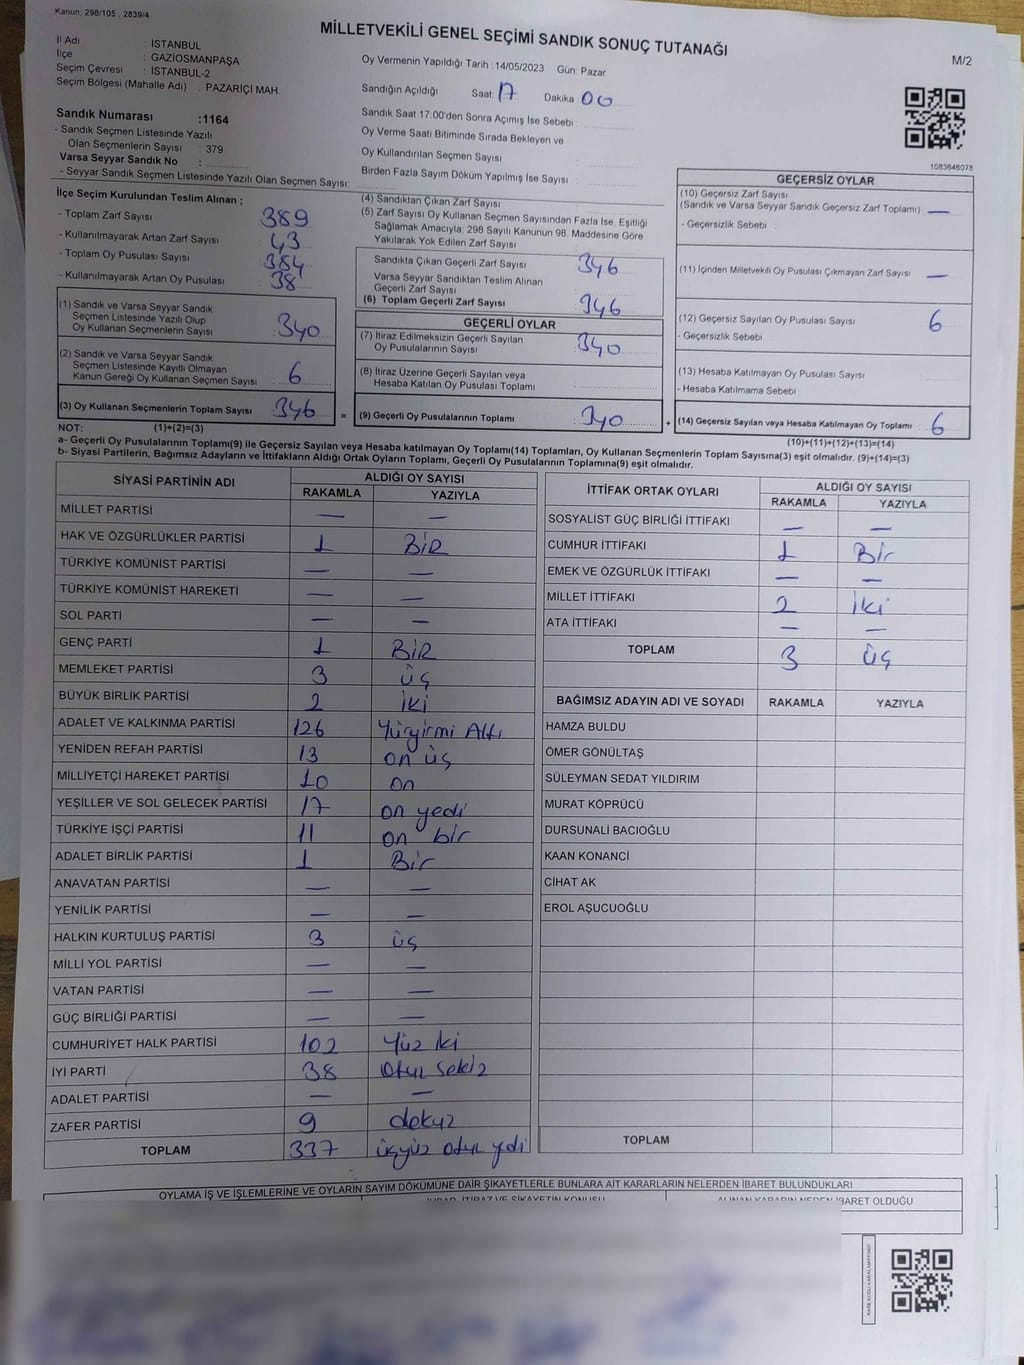 Kanun: 298/105 , 2839/4
MİLLETVEKİLİ GENEL SEÇİMİ SANDIK SONUÇ TUTANAĞI
M/2
İl Adı : İSTANBUL
İlçe : GAZİOSMANPAŞA
Seçim Çevresi : İSTANBUL-2
Seçim Bölgesi (Mahalle Adı) : PAZARİÇİ MAH.
Oy Vermenin Yapıldığı Tarih :14/05/2023 Gün: Pazar
Sandığın Açıldığı Saat: 17 Dakika 00
Sandık Saat 17:00'den Sonra Açımış İse Sebebi :
Oy Verme Saati Bitiminde Sırada Bekleyen ve
Oy Kullandırılan Seçmen Sayısı :
Birden Fazla Sayım Döküm Yapılmış İse Sayısı :
Sandık Numarası :1164
- Sandık Seçmen Listesinde Yazılı
Olan Seçmenlerin Sayısı : 379
Varsa Seyyar Sandık No :
- Seyyar Sandık Seçmen Listesinde Yazılı Olan Seçmen Sayısı:
1083646078
İlçe Seçim Kurulundan Teslim Alınan ;
- Toplam Zarf Sayısı : 389
- Kullanılmayarak Artan Zarf Sayısı : 43
- Toplam Oy Pusulası Sayısı : 384
- Kullanılmayarak Artan Oy Pusulası : 38
(4) Sandıktan Çıkan Zarf Sayısı :
(5) Zarf Sayısı Oy Kullanan Seçmen Sayısından Fazla İse, Eşitliği
Sağlamak Amacıyla; 298 Sayılı Kanunun 98. Maddesine Göre
Yakılarak Yok Edilen Zarf Sayısı :
Sandıkta Çıkan Geçerli Zarf Sayısı : 346
Varsa Seyyar Sandıktan Teslim Alınan
Geçerli Zarf Sayısı :
(6) Toplam Geçerli Zarf Sayısı : 346
GEÇERSİZ OYLAR
(10) Geçersiz Zarf Sayısı
(Sandık ve Varsa Seyyar Sandık Geçersiz Zarf Toplamı) : —
- Geçersizlik Sebebi :
(11) İçinden Milletvekili Oy Pusulası Çıkmayan Zarf Sayısı : —
(12) Geçersiz Sayılan Oy Pusulası Sayısı : 6
- Geçersizlik Sebebi :
(13) Hesaba Katılmayan Oy Pusulası Sayısı :
- Hesaba Katılmama Sebebi :
(14) Geçersiz Sayılan veya Hesaba Katılmayan Oy Toplamı : 6
(10)+(11)+(12)+(13)=(14)
(1) Sandık ve Varsa Seyyar Sandık
Seçmen Listesinde Yazılı Olup
Oy Kullanan Seçmenlerin Sayısı : 340
(2) Sandık ve Varsa Seyyar Sandık
Seçmen Listesinde Kayıtlı Olmayan
Kanun Gereği Oy Kullanan Seçmen Sayısı : 6
(3) Oy Kullanan Seçmenlerin Toplam Sayısı : 346 =
GEÇERLİ OYLAR
(7) İtiraz Edilmeksizin Geçerli Sayılan
Oy Pusulalarının Sayısı : 340
(8) İtiraz Üzerine Geçerli Sayılan veya
Hesaba Katılan Oy Pusulası Toplamı :
(9) Geçerli Oy Pusulalarının Toplamı : 340 +
NOT: (1)+(2)=(3)
a- Geçerli Oy Pusulalarının Toplamı(9) ile Geçersiz Sayılan veya Hesaba katılmayan Oy Toplamı(14) Toplamları, Oy Kullanan Seçmenlerin Toplam Sayısına(3) eşit olmalıdır. (9)+(14)=(3)
b- Siyasi Partilerin, Bağımsız Adayların ve İttifakların Aldığı Ortak Oyların Toplamı, Geçerli Oy Pusulalarının Toplamına(9) eşit olmalıdır.
SİYASİ PARTİNİN ADI ALDIĞI OY SAYISI
RAKAMLA YAZIYLA
MİLLET PARTİSİ — —
HAK VE ÖZGÜRLÜKLER PARTİSİ 1 BİR
TÜRKİYE KOMÜNİST PARTİSİ — —
TÜRKİYE KOMÜNİST HAREKETİ — —
SOL PARTİ — —
GENÇ PARTİ 1 BİR
MEMLEKET PARTİSİ 3 üç
BÜYÜK BİRLİK PARTİSİ 2 iki
ADALET VE KALKINMA PARTİSİ 126 Yüzyirmi Altı
YENİDEN REFAH PARTİSİ 13 on üç
MİLLİYETÇİ HAREKET PARTİSİ 10 on
YEŞİLLER VE SOL GELECEK PARTİSİ 17 on yedi
TÜRKİYE İŞÇİ PARTİSİ 11 on bir
ADALET BİRLİK PARTİSİ 1 Bir
ANAVATAN PARTİSİ — —
YENİLİK PARTİSİ — —
HALKIN KURTULUŞ PARTİSİ 3 üç
MİLLİ YOL PARTİSİ — —
VATAN PARTİSİ — —
GÜÇ BİRLİĞİ PARTİSİ — —
CUMHURİYET HALK PARTİSİ 102 Yüz iki
İYİ PARTİ 38 otuz sekiz
ADALET PARTİSİ — —
ZAFER PARTİSİ 9 dokuz
TOPLAM 337 üçyüz otuz yedi
İTTİFAK ORTAK OYLARI ALDIĞI OY SAYISI
RAKAMLA YAZIYLA
SOSYALİST GÜÇ BİRLİĞİ İTTİFAKI — —
CUMHUR İTTİFAKI 1 Bir
EMEK VE ÖZGÜRLÜK İTTİFAKI — —
MİLLET İTTİFAKI 2 İki
ATA İTTİFAKI — —
TOPLAM 3 üç
BAĞIMSIZ ADAYIN ADI VE SOYADI RAKAMLA YAZIYLA
HAMZA BULDU
ÖMER GÖNÜLTAŞ
SÜLEYMAN SEDAT YILDIRIM
MURAT KÖPRÜCÜ
DURSUNALİ BACIOĞLU
KAAN KONANCİ
CİHAT AK
EROL AŞUCUOĞLU
TOPLAM
OYLAMA İŞ VE İŞLEMLERİNE VE OYLARIN SAYIM DÖKÜMÜNE DAİR ŞİKAYETLERLE BUNLARA AİT KARARLARIN NELERDEN İBARET BULUNDUKLARI
İHBAR, İTİRAZ VE ŞİKAYETİN KONUSU ALINAN KARARIN NEDEN İBARET OLDUĞU
KARE KODU KARALAMAYINIZ!